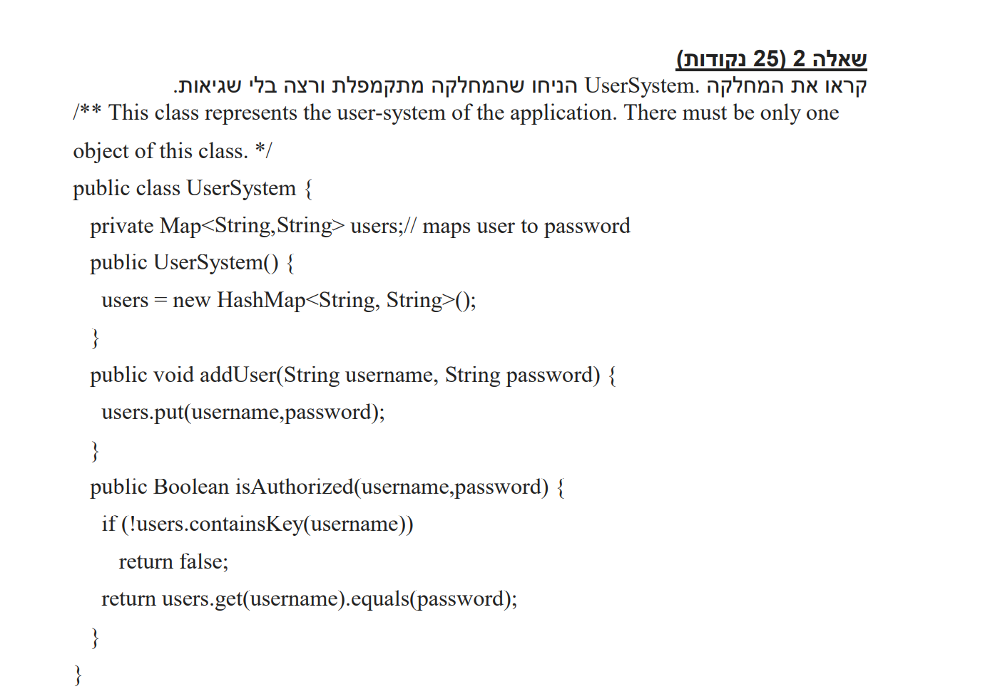 שאלה 2 (25 נקודות)
קראו את המחלקה .UserSystem הניחו שהמחלקה מתקמפלת ורצה בלי שגיאות.
/** This class represents the user-system of the application. There must be only one
object of this class. */
public class UserSystem {
private Map<String,String> users;// maps user to password
public UserSystem() {
users = new HashMap<String, String>();
}
public void addUser(String username, String password) {
users.put(username,password);
}
public Boolean isAuthorized(username,password) {
if (!users.containsKey(username))
return false;
return users.get(username).equals(password);
}
}